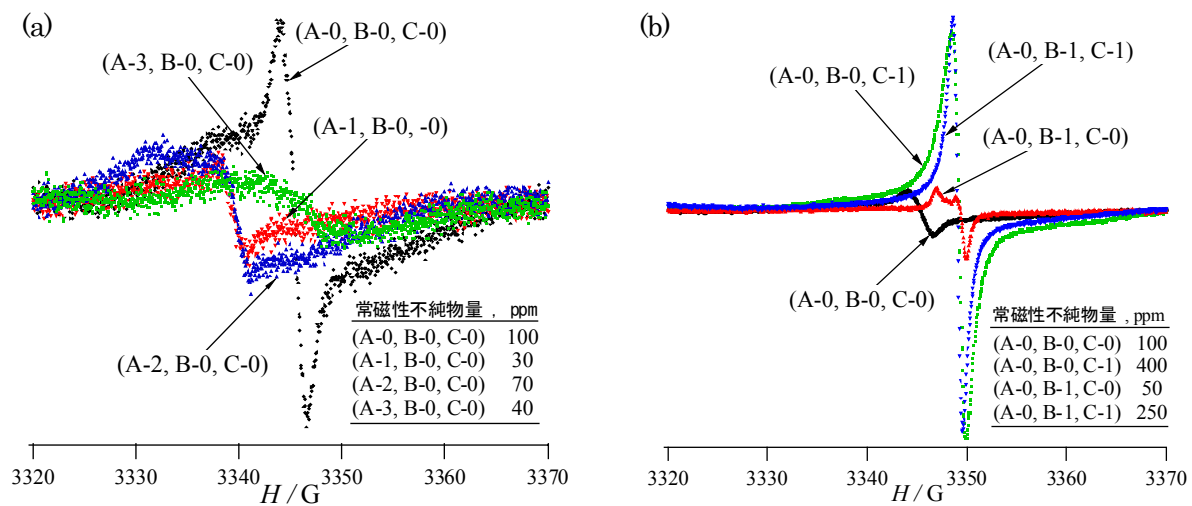 (a)
(A-0, B-0, C-0)
(A-3, B-0, C-0)
(A-1, B-0, -0)
(A-2, B-0, C-0)
常磁性不純物量 , ppm
(A-0, B-0, C-0) 100
(A-1, B-0, C-0) 30
(A-2, B-0, C-0) 70
(A-3, B-0, C-0) 40
3320 3330 3340 3350 3360 3370
H / G
(b)
(A-0, B-1, C-1)
(A-0, B-0, C-1)
(A-0, B-1, C-0)
(A-0, B-0, C-0)
常磁性不純物量 , ppm
(A-0, B-0, C-0) 100
(A-0, B-0, C-1) 400
(A-0, B-1, C-0) 50
(A-0, B-1, C-1) 250
3320 3330 3340 3350 3360 3370
H / G